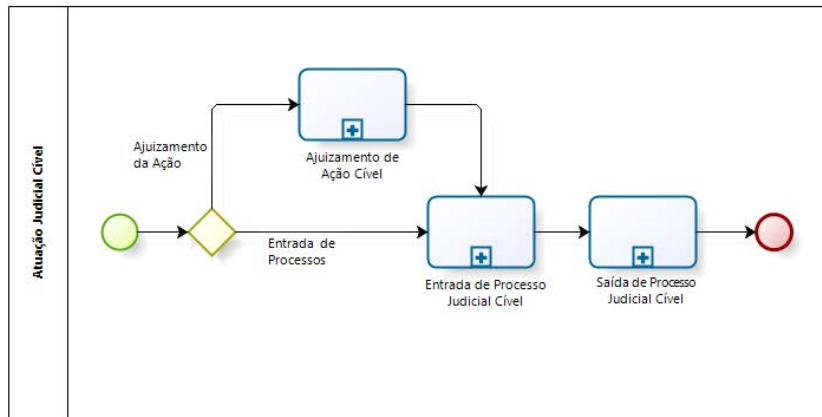 Atuação Judicial Cível
Ajuizamento
da Ação
Ajuizamento de
Ação Cível
Entrada de
Processos
Entrada de Processo
Judicial Cível
Saída de Processo
Judicial Cível